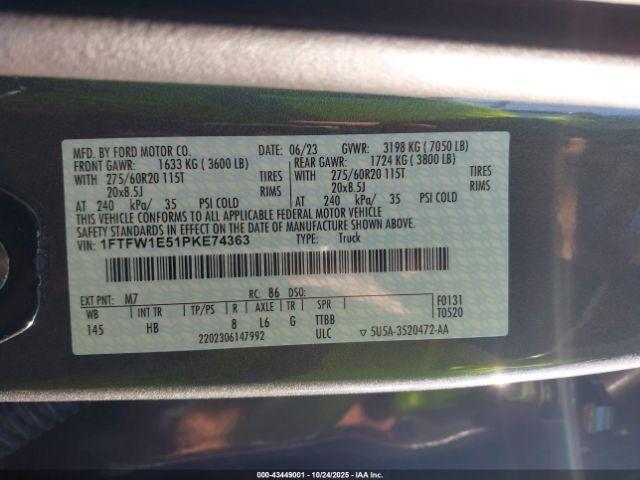 MFD. BY FORD MOTOR CO. DATE: 06/23 GVWR: 3198 KG ( 7050 LB)
FRONT GAWR: 1633 KG ( 3600 LB) REAR GAWR: 1724 KG ( 3800 LB)
WITH 275/60R20 115T TIRES WITH 275/60R20 115T TIRES
20x8.5J RIMS 20x8.5J RIMS
AT 240 kPa/ 35 PSI COLD AT 240 kPa/ 35 PSI COLD
THIS VEHICLE CONFORMS TO ALL APPLICABLE FEDERAL MOTOR VEHICLE
SAFETY STANDARDS IN EFFECT ON THE DATE OF MANUFACTURE SHOWN ABOVE.
VIN: 1FTFW1E51PKE74363 TYPE: Truck
EXT PNT: M7 RC: 86 DSO: F0131
WB INT TR TP/PS R AXLE TR SPR T0520
145 HB 8 L6 G TTBB
2202306147992 ULC ▽ 5U5A-3520472-AA
000-43449001 - 10/24/2025 - IAA Inc.